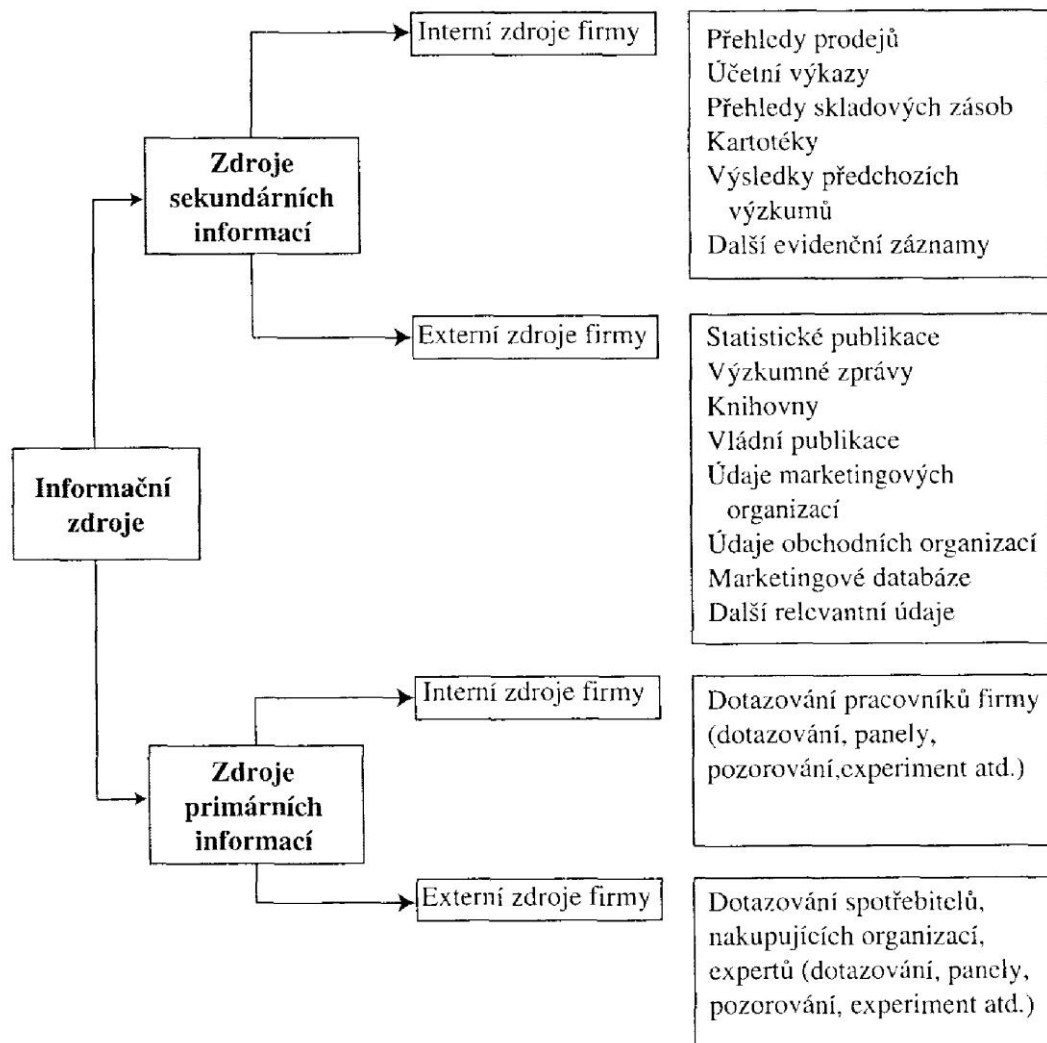 Interní zdroje firmy
Přehledy prodejů
Účetní výkazy
Přehledy skladových zásob
Kartotéky
Výsledky předchozích
výzkumů
Další evidenční záznamy
Zdroje
sekundárních
informací
Externí zdroje firmy
Statistické publikace
Výzkumné zprávy
Knihovny
Vládní publikace
Údaje marketingových
organizací
Údaje obchodních organizací
Marketingové databáze
Další relevantní údaje
Informační
zdroje
Interní zdroje firmy
Dotazování pracovníků firmy
(dotazování, panely,
pozorování,experiment atd.)
Zdroje
primárních
informací
Externí zdroje firmy
Dotazování spotřebitelů,
nakupujících organizací,
expertů (dotazování, panely,
pozorování, experiment atd.)